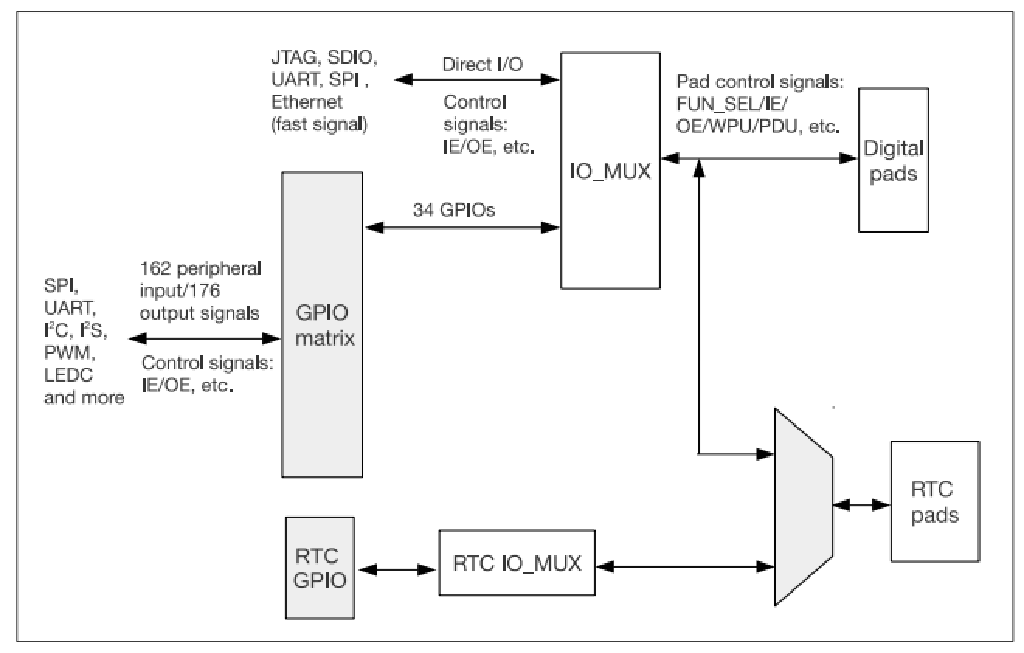 JTAG, SDIO,
UART, SPI ,
Ethernet
(fast signal)
Direct I/O
Control
signals:
IE/OE, etc.
IO_MUX
Pad control signals:
FUN_SEL/IE/
OE/WPU/PDU, etc.
Digital
pads
34 GPIOs
SPI,
UART,
I²C, I²S,
PWM,
LEDC
and more
162 peripheral
input/176
output signals
Control signals:
IE/OE, etc.
GPIO
matrix
RTC
GPIO
RTC IO_MUX
RTC
pads